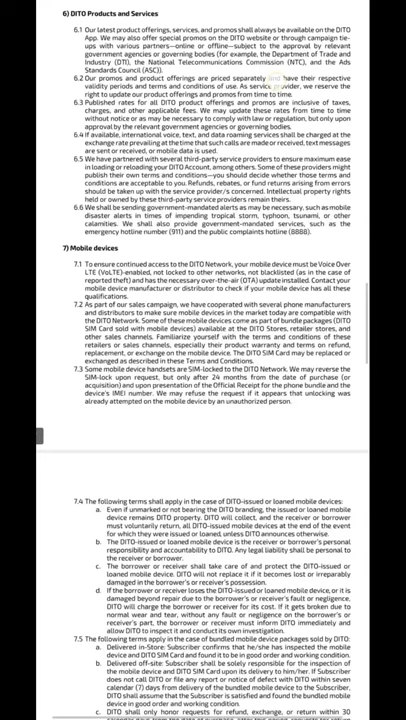 6) DITO Products and Services
6.1 Our latest product offerings, services, and promos shall always be available on the DITO
App. We may also offer special promos on the DITO website or through campaign tie-
ups with various partners—online or offline—subject to the approval by relevant
government agencies or governing bodies (for example, the Department of Trade and
Industry (DTI), the National Telecommunications Commission (NTC), and the Ads
Standards Council (ASC)).
6.2 Our promos and product offerings are priced separately and have their respective
validity periods and terms and conditions of use. As service provider, we reserve the
right to update our product offerings and promos from time to time.
6.3 Published rates for all DITO product offerings and promos are inclusive of taxes,
charges, and other applicable fees. We may update these rates from time to time
without notice or as may be necessary to comply with law or regulation, but only upon
approval by the relevant government agencies or governing bodies.
6.4 If available, international voice, text, and data roaming services shall be charged at the
exchange rate prevailing at the time that such calls are made or received, text messages
are sent or received, or mobile data is used.
6.5 We have partnered with several third-party service providers to ensure maximum ease
in loading or reloading your DITO Account, among others. Some of these providers might
publish their own terms and conditions—you should decide whether those terms and
conditions are acceptable to you. Refunds, rebates, or fund returns arising from errors
should be taken up with the service provider/s concerned. Intellectual property rights
held or owned by these third-party service providers remain theirs.
6.6 We shall be sending government-mandated alerts as may be necessary, such as mobile
disaster alerts in times of impending tropical storm, typhoon, tsunami, or other
calamities. We shall also provide government-mandated services, such as the
emergency hotline number (911) and the public complaints hotline (8888).
7) Mobile devices
7.1 To ensure continued access to the DITO Network, your mobile device must be Voice Over
LTE (VoLTE)-enabled, not locked to other networks, not blacklisted (as in the case of
reported theft) and has the necessary over-the-air (OTA) update installed. Contact your
mobile device manufacturer or distributor to check if your mobile device has all these
qualifications.
7.2 As part of our sales campaign, we have cooperated with several phone manufacturers
and distributors to make sure mobile devices in the market today are compatible with
the DITO Network. Some of these mobile devices come as part of bundle packages (DITO
SIM Card sold with mobile devices) available at the DITO Stores, retailer stores, and
other sales channels. Familiarize yourself with the terms and conditions of these
retailers or sales channels, especially their product warranty and terms on refund,
replacement, or exchange on the mobile device. The DITO SIM Card may be replaced or
exchanged as described in these Terms and Conditions.
7.3 Some mobile device handsets are SIM-locked to the DITO Network. We may reverse the
SIM-lock upon request, but only after 24 months from the date of purchase (or
acquisition) and upon presentation of the Official Receipt for the phone bundle and the
device's IMEI number. We may refuse the request if it appears that unlocking was
already attempted on the mobile device by an unauthorized person.
7.4 The following terms shall apply in the case of DITO-issued or loaned mobile devices:
a. Even if unmarked or not bearing the DITO branding, the issued or loaned mobile
device remains DITO property. DITO will collect, and the receiver or borrower
must voluntarily return, all DITO-issued mobile devices at the end of the event
for which they were issued or loaned, unless DITO announces otherwise.
b. The DITO-issued or loaned mobile device is the receiver or borrower's personal
responsibility and accountability to DITO. Any legal liability shall be personal to
the receiver or borrower.
c. The borrower or receiver shall take care of and protect the DITO-issued or
loaned mobile device. DITO will not replace it if it becomes lost or irreparably
damaged in the borrower's or receiver's possession.
d. If the borrower or receiver loses the DITO-issued or loaned mobile device, or it is
damaged beyond repair due to the borrower's or receiver's fault or negligence,
DITO will charge the borrower or receiver for its cost. If it gets broken due to
normal wear and tear, without any fault or negligence on the borrower's or
receiver's part, the borrower or receiver must inform DITO immediately and
allow DITO to inspect it and conduct its own investigation.
7.5 The following terms apply in the case of bundled mobile device packages sold by DITO:
a. Delivered in-Store: Subscriber confirms that he/she has inspected the mobile
device and DITO SIM Card and found it to be in good order and working condition.
b. Delivered off-site: Subscriber shall be solely responsible for the inspection of
the mobile device and DITO SIM Card upon its delivery to him/her. If Subscriber
does not call DITO or file any report or notice of defect with DITO within seven
calendar (7) days from delivery of the bundled mobile device to the Subscriber,
DITO shall assume that the Subscriber is satisfied and found the bundled mobile
device in good order and working condition.
c. DITO shall only honor requests for refund, exchange, or return within 30